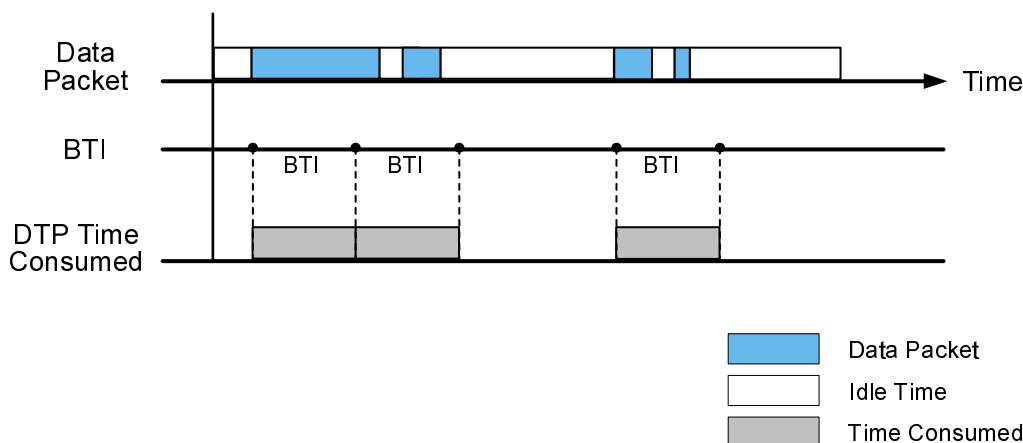 Data
Packet
Time
BTI
BTI
BTI
BTI
DTP Time
Consumed
Data Packet
Idle Time
Time Consumed